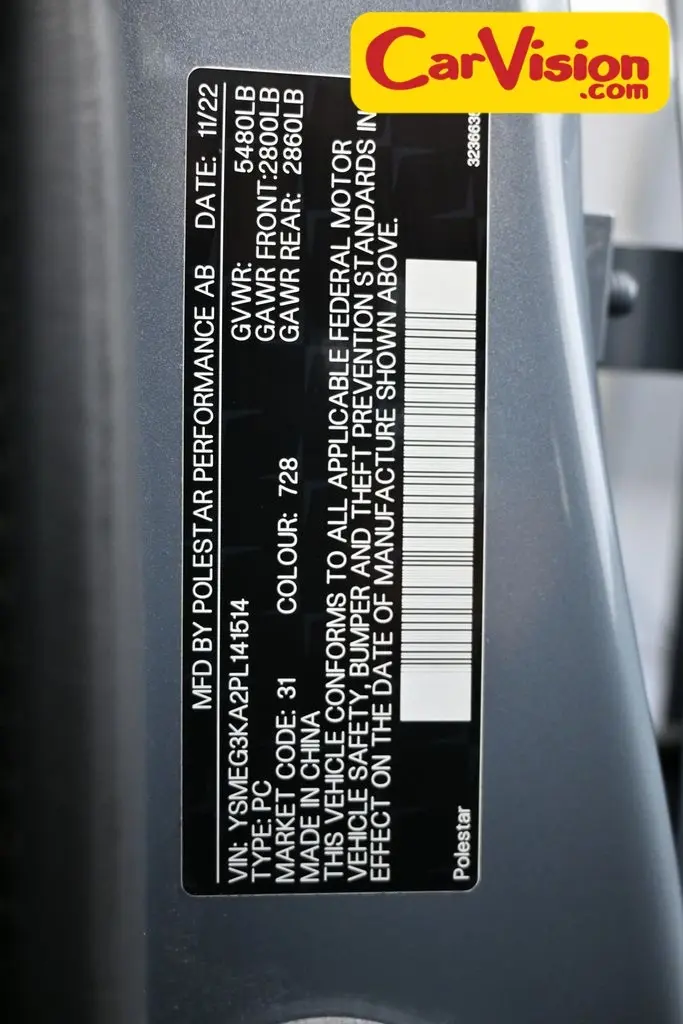 CarVision
.com
MFD BY POLESTAR PERFORMANCE AB DATE: 11/22
VIN: YSMEG3KA2PL141514 GVWR: 5480LB
TYPE: PC GAWR FRONT:2800LB
MARKET CODE: 31 COLOUR: 728 GAWR REAR: 2860LB
MADE IN CHINA
THIS VEHICLE CONFORMS TO ALL APPLICABLE FEDERAL MOTOR
VEHICLE SAFETY, BUMPER AND THEFT PREVENTION STANDARDS IN
EFFECT ON THE DATE OF MANUFACTURE SHOWN ABOVE.
Polestar